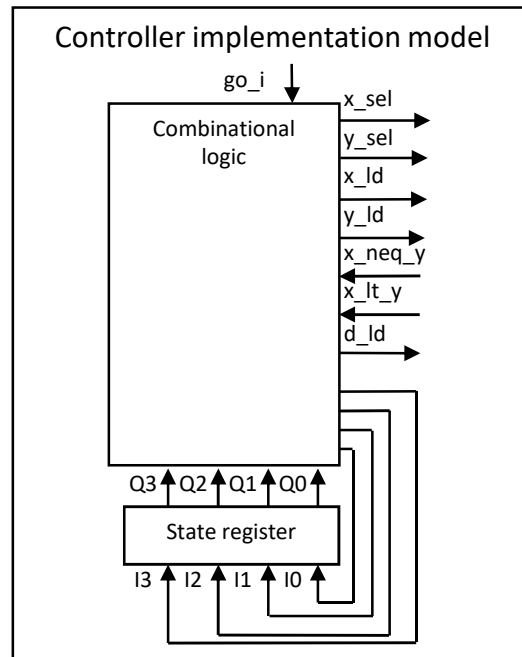 Controller implementation model
go_i
Combinational
logic
x_sel
y_sel
x_ld
y_ld
x_neq_y
x_lt_y
d_ld
Q3 Q2 Q1 Q0
State register
I3 I2 I1 I0